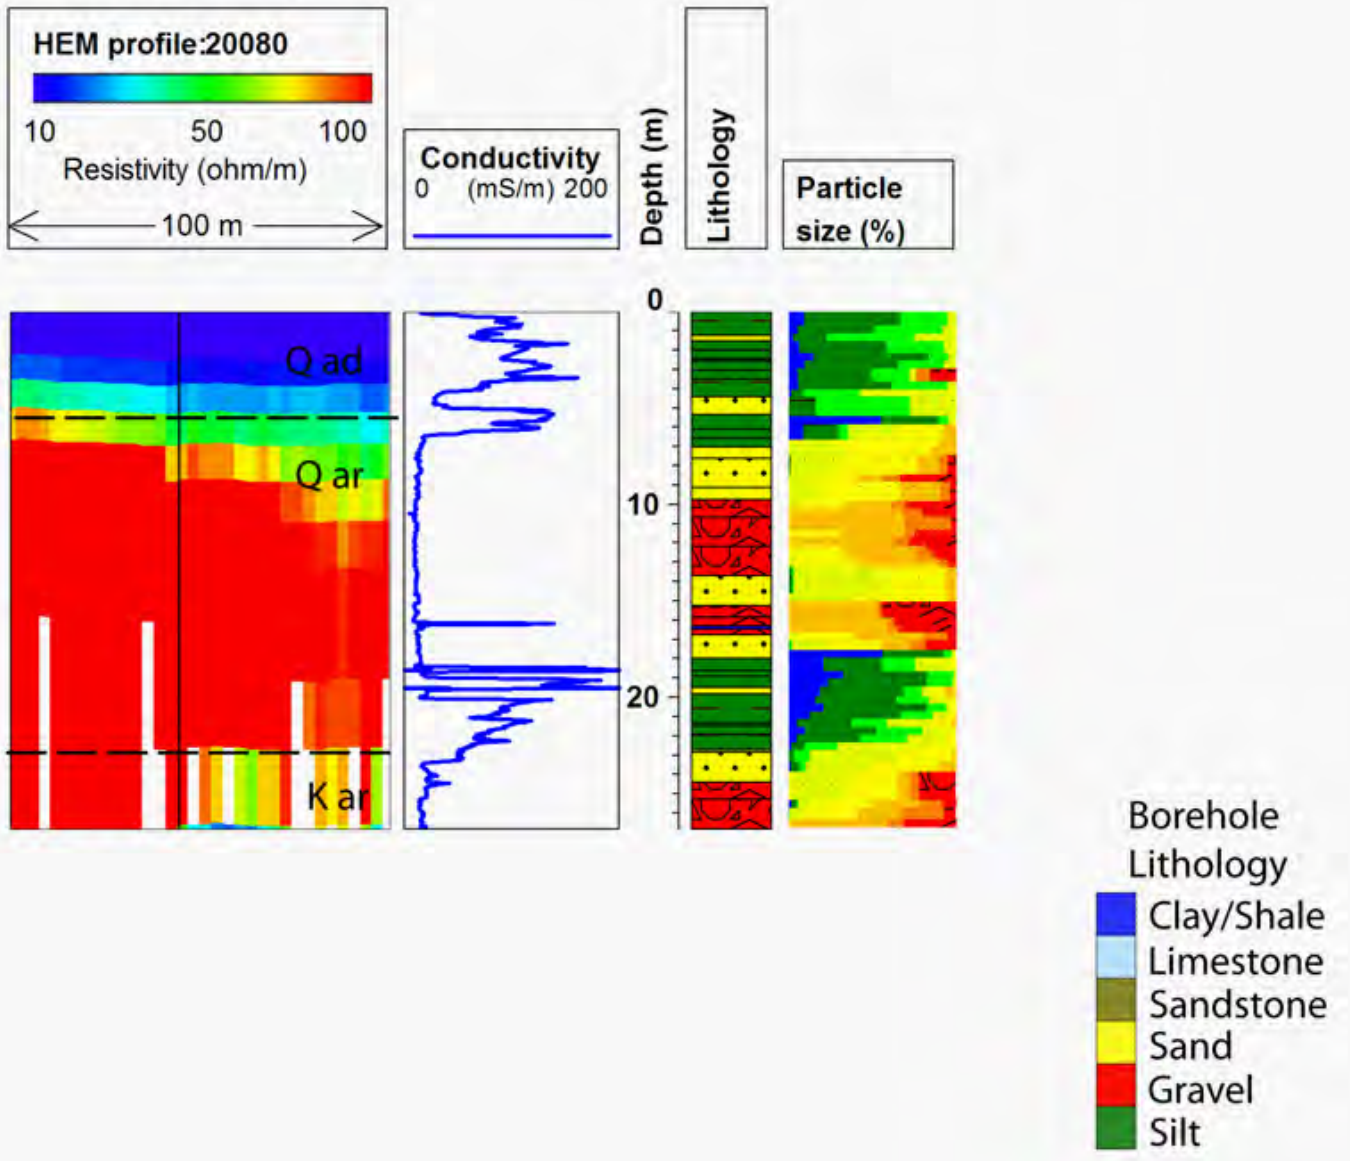 HEM profile:20080
10 50 100
Resistivity (ohm/m)
100 m
Conductivity
0 (mS/m) 200
Depth (m)
Lithology
Particle
size (%)
0
10
20
Q ad
Q ar
K ar
Borehole
Lithology
Clay/Shale
Limestone
Sandstone
Sand
Gravel
Silt